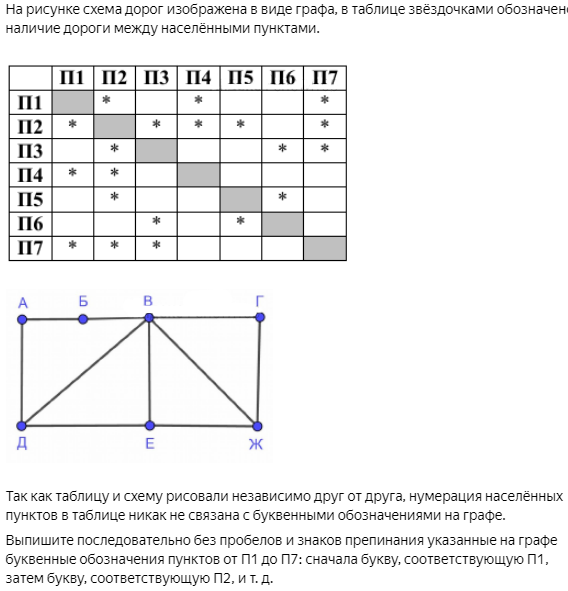 На рисунке схема дорог изображена в виде графа, в таблице звёздочками обозначено
наличие дороги между населёнными пунктами.
П1 П2 П3 П4 П5 П6 П7
П1 * * *
П2 * * * * *
П3 * * *
П4 * *
П5 * *
П6 * *
П7 * * *
А Б В Г
Д Е Ж
Так как таблицу и схему рисовали независимо друг от друга, нумерация населённых
пунктов в таблице никак не связана с буквенными обозначениями на графе.
Выпишите последовательно без пробелов и знаков препинания указанные на графе
буквенные обозначения пунктов от П1 до П7: сначала букву, соответствующую П1,
затем букву, соответствующую П2, и т. д.